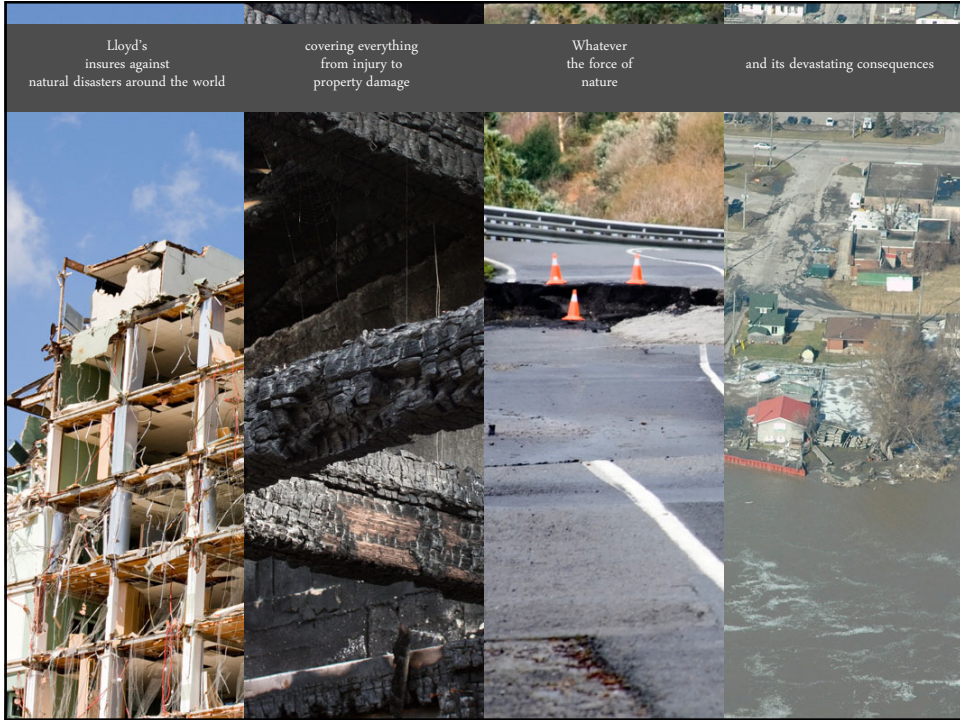 Lloyd's
insures against
natural disasters around the world
covering everything
from injury to
property damage
Whatever
the force of
nature
and its devastating consequences